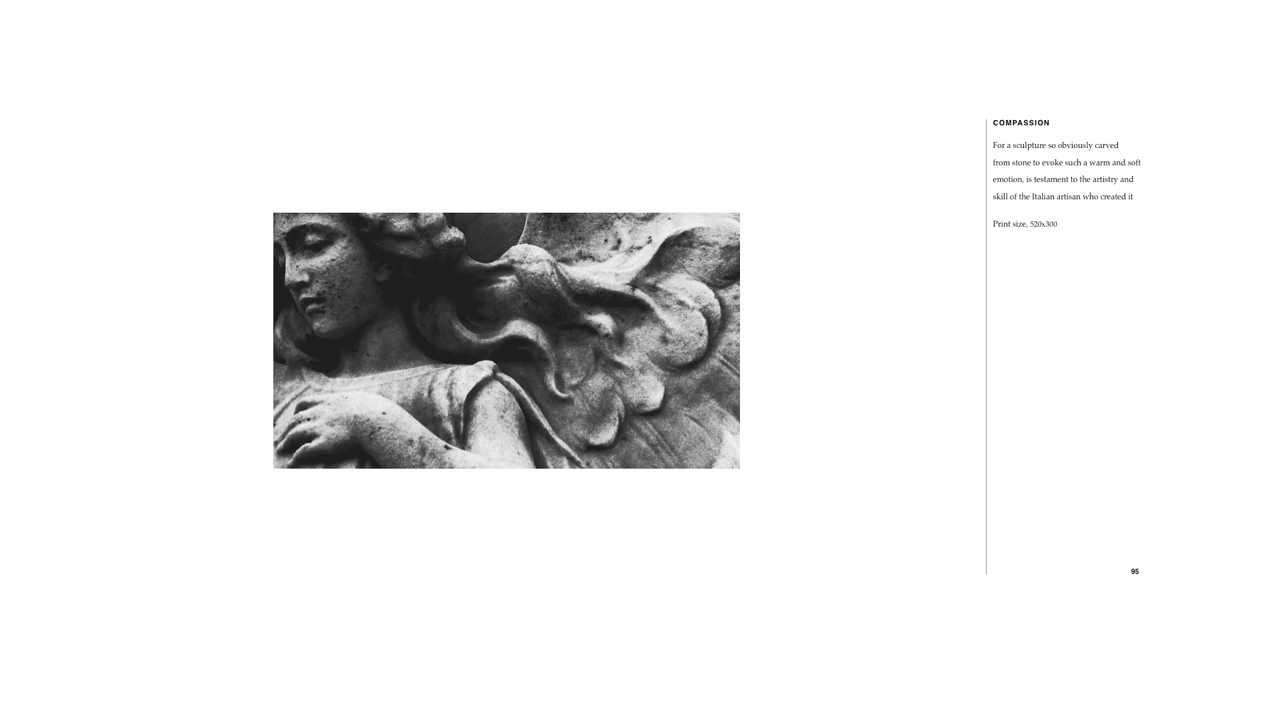 COMPASSION
For a sculpture so obviously carved
from stone to evoke such a warm and soft
emotion, is testament to the artistry and
skill of the Italian artisan who created it
Print size, 520x300
95